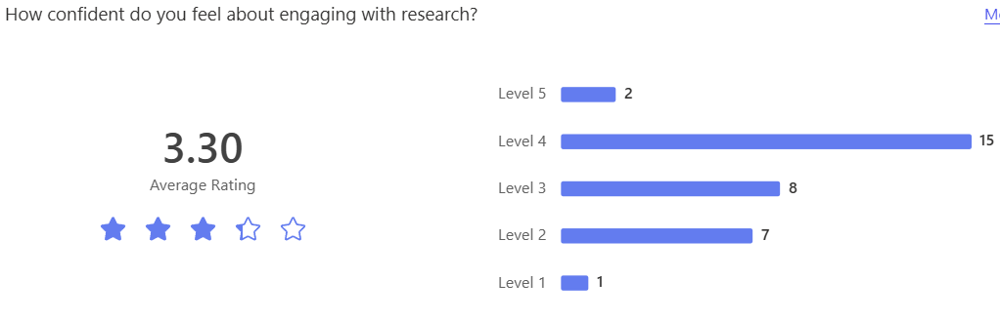 How confident do you feel about engaging with research?
3.30
Average Rating
Level 5 2
Level 4 15
Level 3 8
Level 2 7
Level 1 1